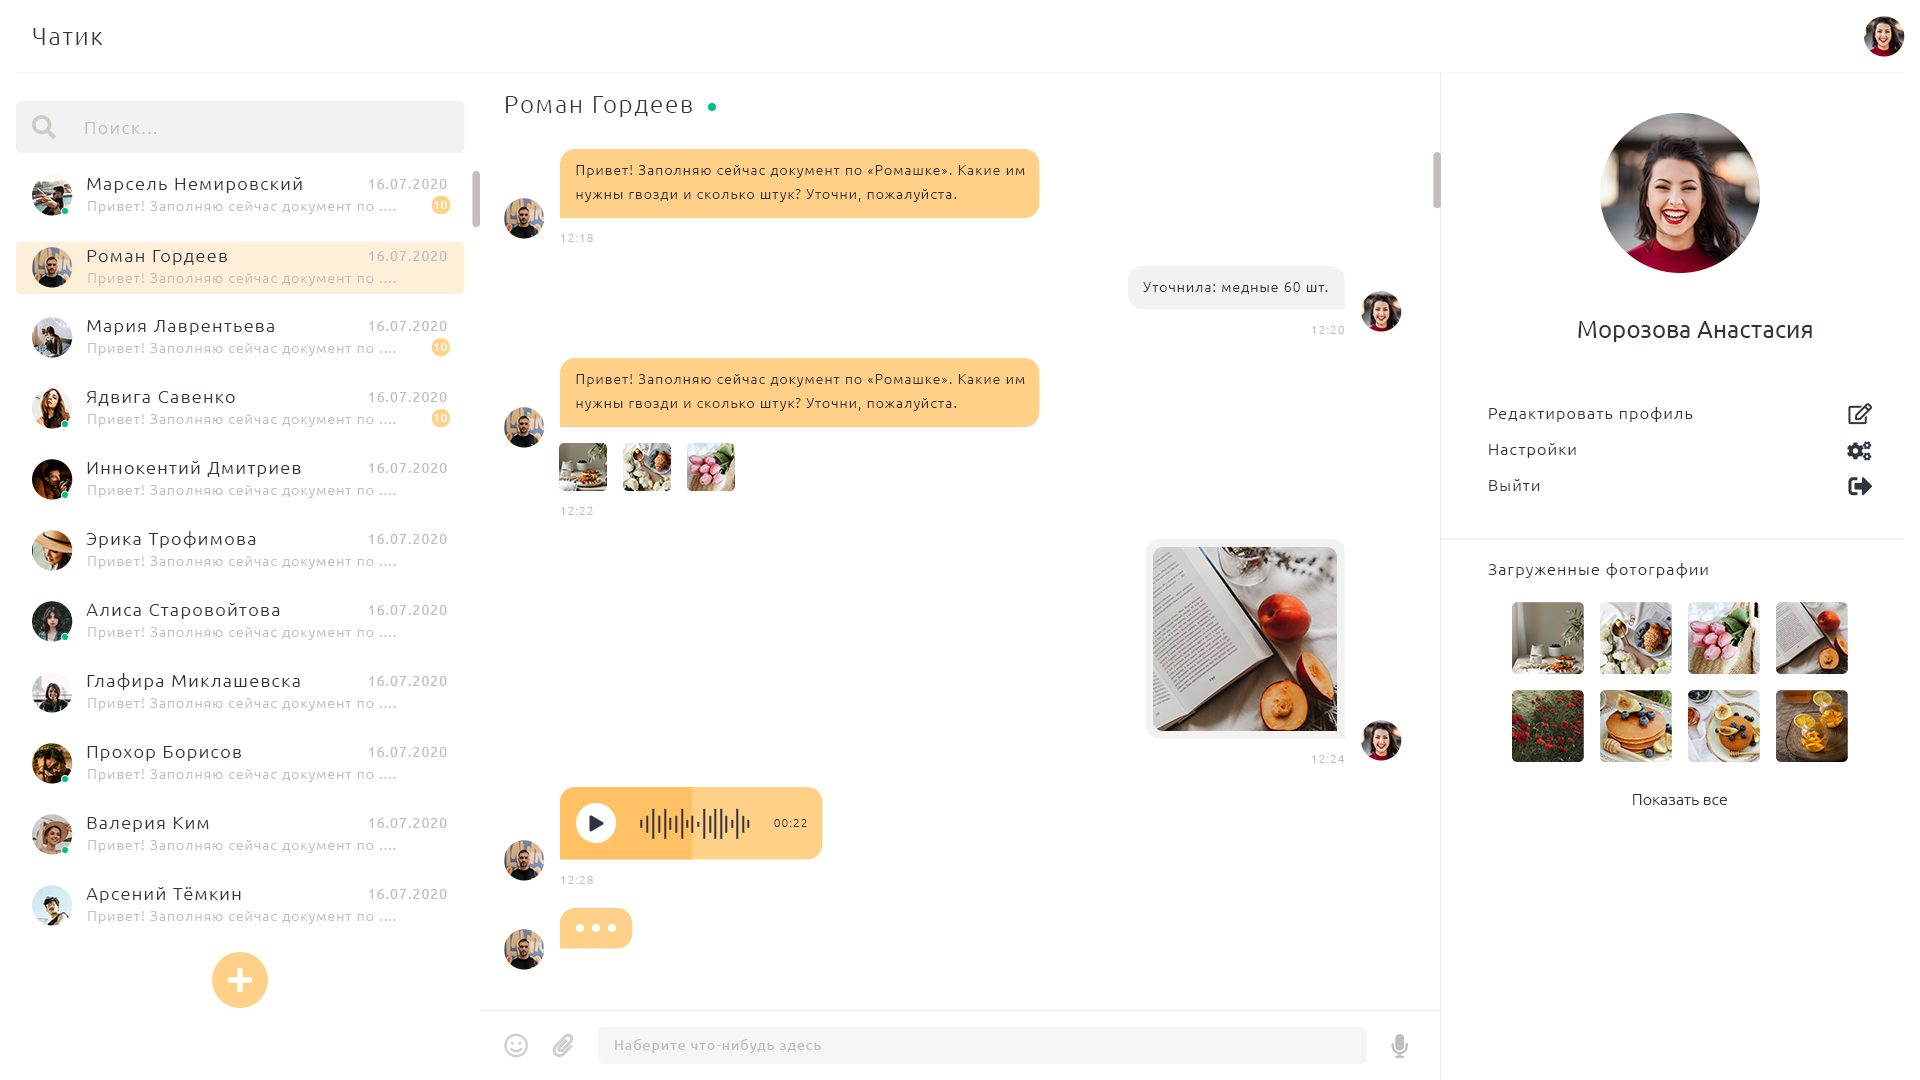 Чатик
Поиск...
Марсель Немировский
16.07.2020
Привет! Заполняю сейчас документ по ....
10
Роман Гордеев
16.07.2020
Привет! Заполняю сейчас документ по ....
Мария Лаврентьева
16.07.2020
Привет! Заполняю сейчас документ по ....
10
Ядвига Савенко
16.07.2020
Привет! Заполняю сейчас документ по ....
10
Иннокентий Дмитриев
16.07.2020
Привет! Заполняю сейчас документ по ....
Эрика Трофимова
16.07.2020
Привет! Заполняю сейчас документ по ....
Алиса Старовойтова
16.07.2020
Привет! Заполняю сейчас документ по ....
Глафира Миклашевска
16.07.2020
Привет! Заполняю сейчас документ по ....
Прохор Борисов
16.07.2020
Привет! Заполняю сейчас документ по ....
Валерия Ким
16.07.2020
Привет! Заполняю сейчас документ по ....
Арсений Тёмкин
16.07.2020
Привет! Заполняю сейчас документ по ....
Роман Гордеев
Привет! Заполняю сейчас документ по «Ромашке». Какие им
нужны гвозди и сколько штук? Уточни, пожалуйста.
12:18
Уточнила: медные 60 шт.
12:20
Привет! Заполняю сейчас документ по «Ромашке». Какие им
нужны гвозди и сколько штук? Уточни, пожалуйста.
12:22
12:24
00:22
12:28
Наберите что-нибудь здесь
Морозова Анастасия
Редактировать профиль
Настройки
Выйти
Загруженные фотографии
Показать все